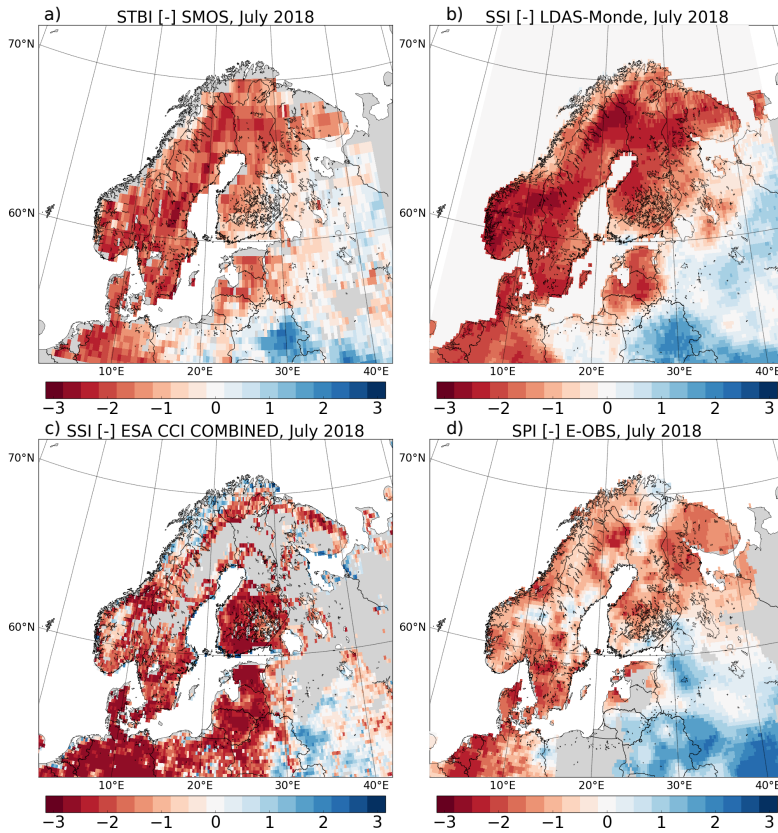 a) STBI [-] SMOS, July 2018
b) SSI [-] LDAS-Monde, July 2018
70°N 70°N
60°N 60°N
10°E 20°E 30°E 40°E
10°E 20°E 30°E 40°E
−3 −2 −1 0 1 2 3
−3 −2 −1 0 1 2 3
c) SSI [-] ESA CCI COMBINED, July 2018
d) SPI [-] E-OBS, July 2018
70°N 70°N
60°N 60°N
10°E 20°E 30°E 40°E
10°E 20°E 30°E 40°E
−3 −2 −1 0 1 2 3
−3 −2 −1 0 1 2 3